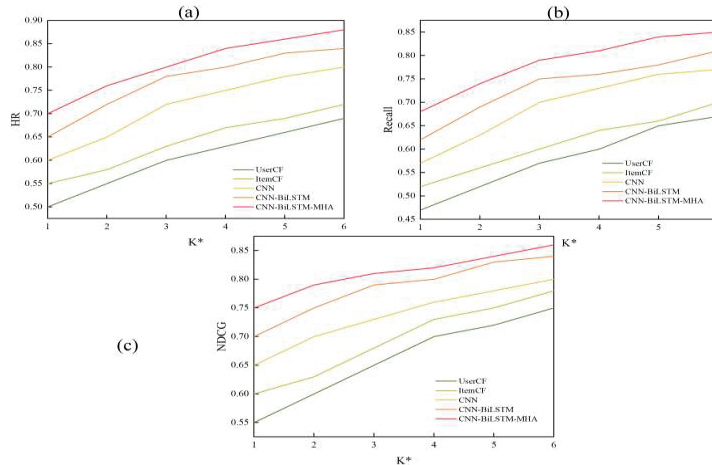 (a)
0.90
0.85
0.80
0.75
0.70
0.65
0.60
0.55
0.50
HR
UserCF
ItemCF
CNN
CNN-BiLSTM
CNN-BiLSTM-MHA
1 2 3 4 5 6
K*
(b)
0.85
0.80
0.75
0.70
0.65
0.60
0.55
0.50
0.45
Recall
UserCF
ItemCF
CNN
CNN-BiLSTM
CNN-BiLSTM-MHA
1 2 3 4 5
K*
(c)
0.85
0.80
0.75
0.70
0.65
0.60
0.55
NDCG
UserCF
ItemCF
CNN
CNN-BiLSTM
CNN-BiLSTM-MHA
1 2 3 4 5 6
K*